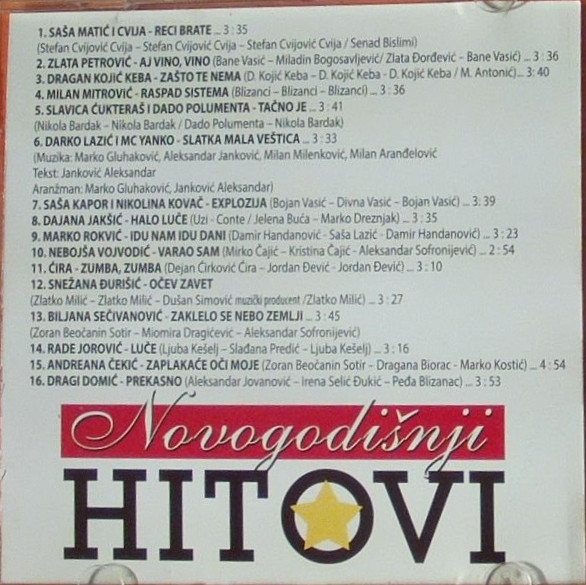 1. SAŠA MATIĆ I CVIJA - RECI BRATE ... 3 : 35
(Stefan Cvijović Cvija – Stefan Cvijović Cvija – Stefan Cvijović Cvija / Senad Bislimi)
2. ZLATA PETROVIĆ - AJ VINO, VINO (Bane Vasić – Miladin Bogosavljević/ Zlata Đorđević – Bane Vasić) ... 3 : 36
3. DRAGAN KOJIĆ KEBA - ZAŠTO TE NEMA (D. Kojić Keba – D. Kojić Keba - D. Kojić Keba / M. Antonić)... 3: 40
4. MILAN MITROVIĆ - RASPAD SISTEMA (Blizanci – Blizanci – Blizanci) ... 3 : 36
5. SLAVICA ĆUKTERAŠ I DADO POLUMENTA - TAČNO JE ... 3 : 41
(Nikola Bardak – Nikola Bardak / Dado Polumenta – Nikola Bardak)
6. DARKO LAZIĆ I MC YANKO - SLATKA MALA VEŠTICA ... 3 : 33
(Muzika: Marko Gluhaković, Aleksandar Janković, Milan Milenković, Milan Aranđelović
Tekst: Janković Aleksandar
Aranžman: Marko Gluhaković, Janković Aleksandar)
7. SAŠA KAPOR I NIKOLINA KOVAČ - EXPLOZIJA (Bojan Vasić – Divna Vasić – Bojan Vasić) ... 3: 39
8. DAJANA JAKŠIĆ - HALO LUČE (Uzi - Conte / Jelena Buća – Marko Dreznjak) ... 3 : 35
9. MARKO ROKVIĆ - IDU NAM IDU DANI (Damir Handanović - Saša Lazić - Damir Handanović) ... 3 : 23
10. NEBOJŠA VOJVODIĆ - VARAO SAM (Mirko Čajić – Kristina Čajić - Aleksandar Sofronijević) ... 2 : 54
11. ĆIRA - ZUMBA, ZUMBA (Dejan Ćirković Ćira – Jordan Đević - Jordan Đević) ... 3 : 10
12. SNEŽANA ĐURIŠIĆ - OČEV ZAVET
(Zlatko Milić – Zlatko Milić – Dušan Simović muzički producent /Zlatko Milić) ... 3 : 27
13. BILJANA SEČIVANOVIĆ - ZAKLELO SE NEBO ZEMLJI ... 3 : 45
(Zoran Beočanin Sotir – Miomira Dragićević – Aleksandar Sofronijević)
14. RADE JOROVIĆ - LUČE (Ljuba Kešelj – Slađana Predić – Ljuba Kešelj) ... 3 : 16
15. ANDREANA ČEKIĆ - ZAPLAKAĆE OČI MOJE (Zoran Beočanin Sotir – Dragana Biorac - Marko Kostić) ... 4 : 54
16. DRAGI DOMIĆ - PREKASNO (Aleksandar Jovanović – Irena Selić Đukić – Peđa Blizanac) ... 3 : 53
Novogodišnji
HITOVI